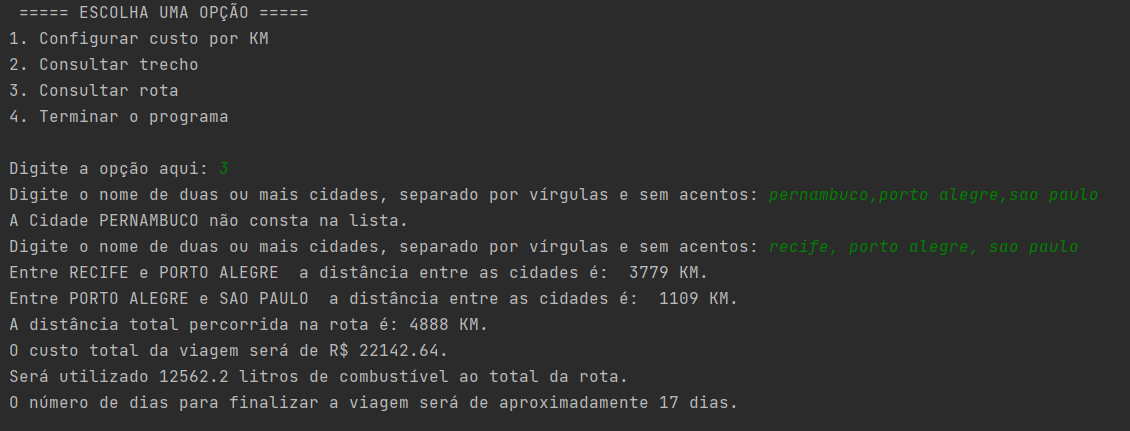 ===== ESCOLHA UMA OPÇÃO =====
1. Configurar custo por KM
2. Consultar trecho
3. Consultar rota
4. Terminar o programa
Digite a opção aqui: 3
Digite o nome de duas ou mais cidades, separado por vírgulas e sem acentos: pernambuco,porto alegre,sao paulo
A Cidade PERNAMBUCO não consta na lista.
Digite o nome de duas ou mais cidades, separado por vírgulas e sem acentos: recife, porto alegre, sao paulo
Entre RECIFE e PORTO ALEGRE  a distância entre as cidades é:  3779 KM.
Entre PORTO ALEGRE e SAO PAULO  a distância entre as cidades é:  1109 KM.
A distância total percorrida na rota é: 4888 KM.
O custo total da viagem será de R$ 22142.64.
Será utilizado 12562.2 litros de combustível ao total da rota.
O número de dias para finalizar a viagem será de aproximadamente 17 dias.